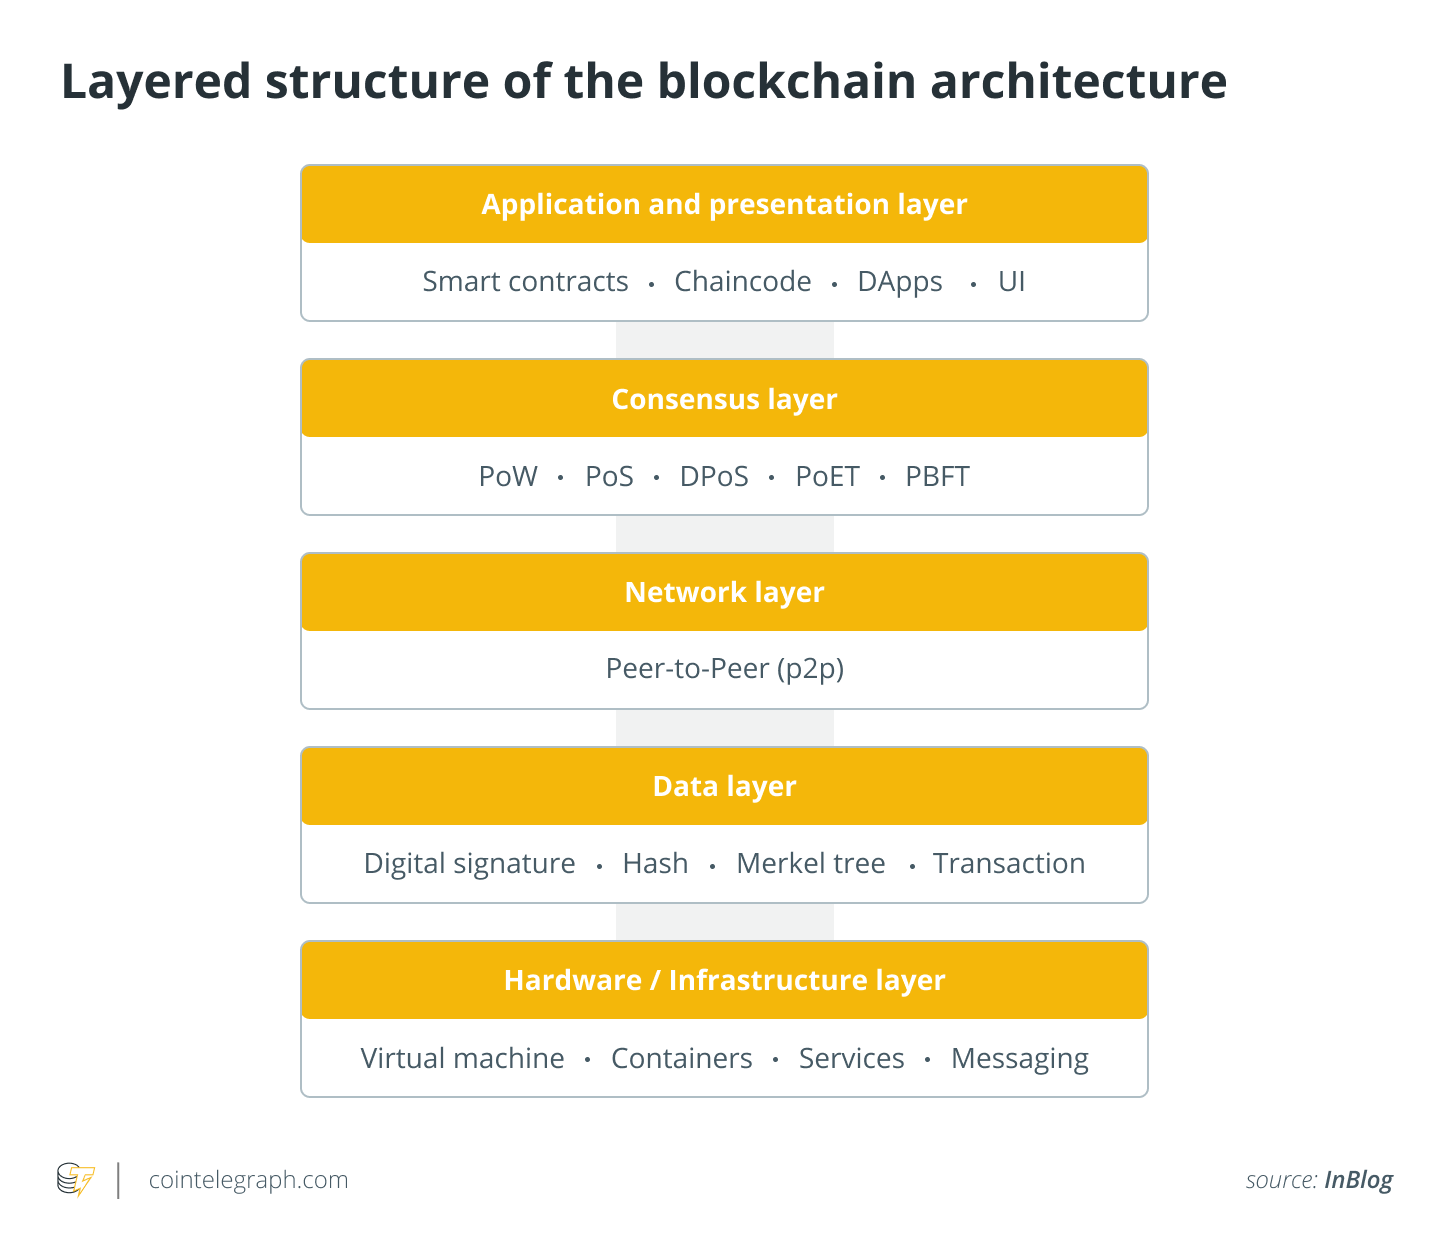 Layered structure of the blockchain architecture
Application and presentation layer
Smart contracts • Chaincode • DApps • UI
Consensus layer
PoW • PoS • DPoS • PoET • PBFT
Network layer
Peer-to-Peer (p2p)
Data layer
Digital signature • Hash • Merkel tree • Transaction
Hardware / Infrastructure layer
Virtual machine • Containers • Services • Messaging
cointelegraph.com
source: InBlog